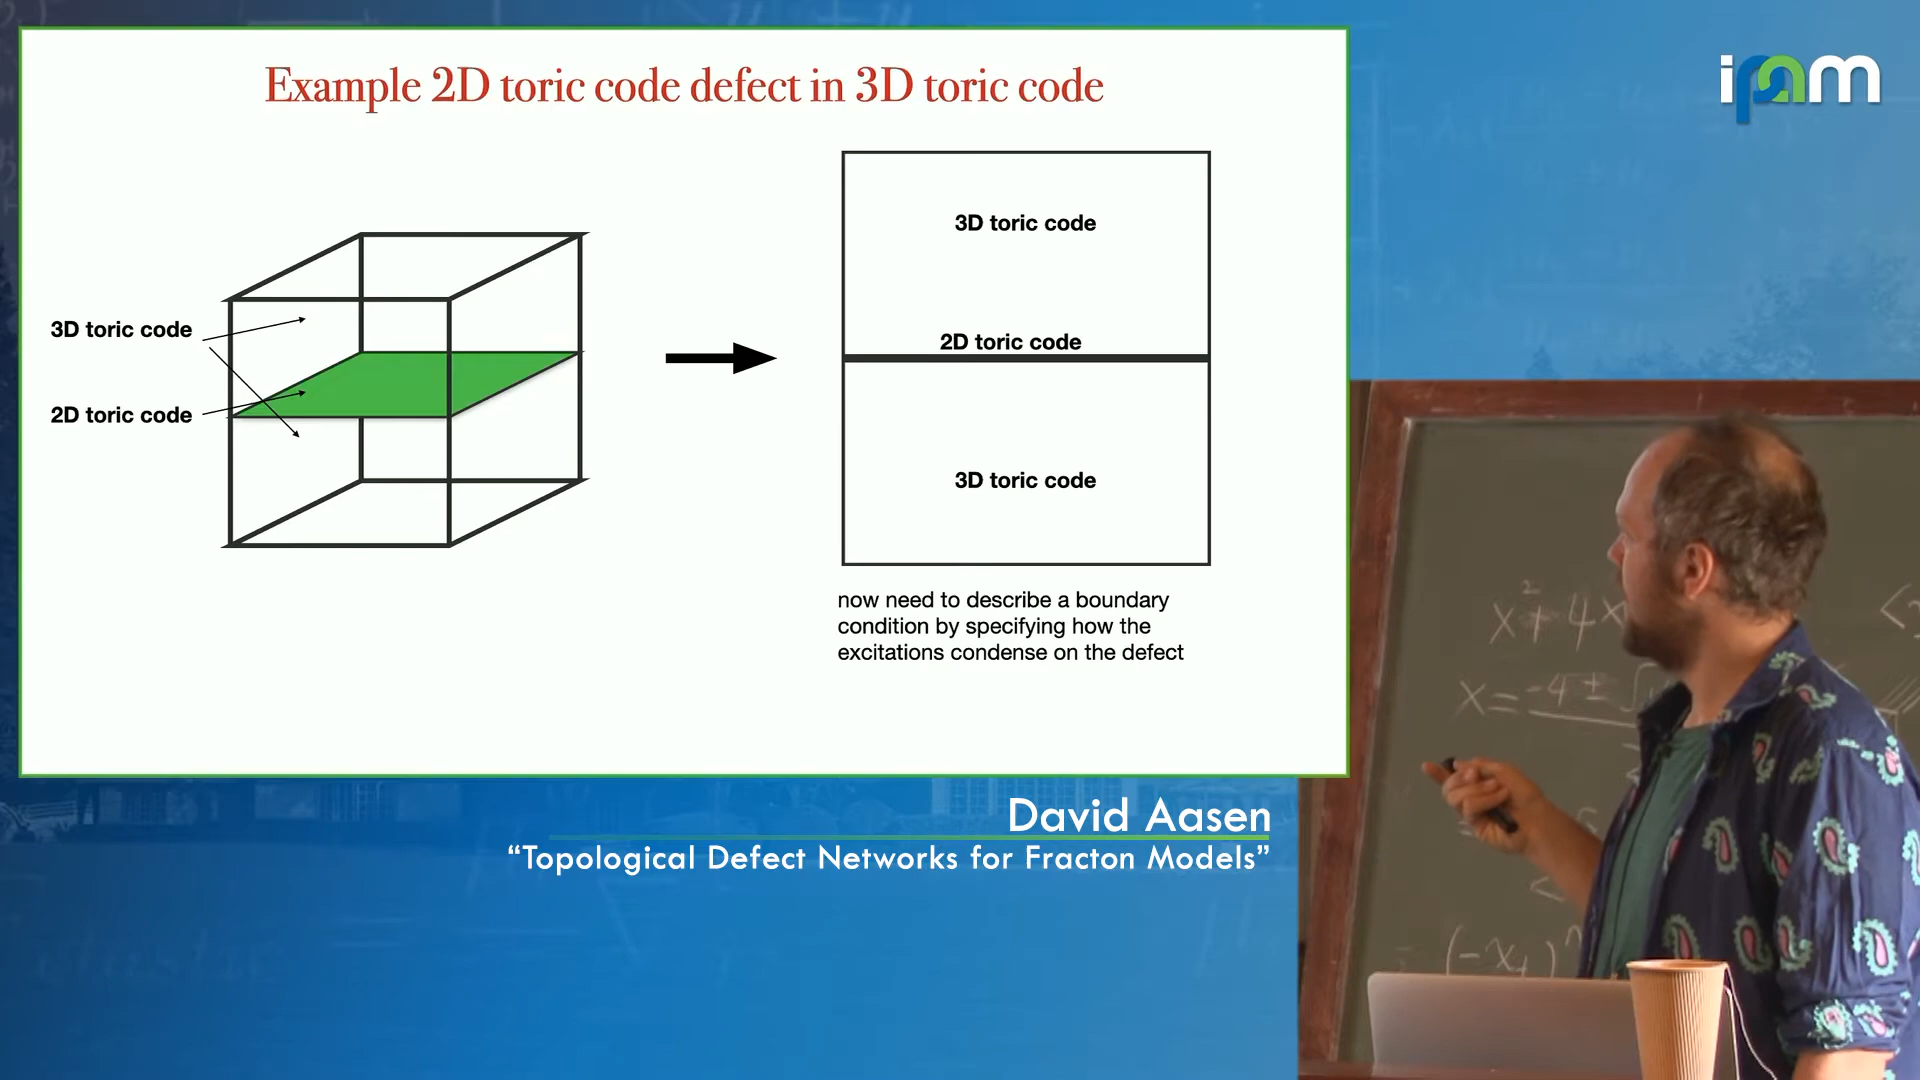 Example 2D toric code defect in 3D toric code
3D toric code
2D toric code
3D toric code
2D toric code
3D toric code
now need to describe a boundary
condition by specifying how the
excitations condense on the defect
ipam
David Aasen
“Topological Defect Networks for Fracton Models”